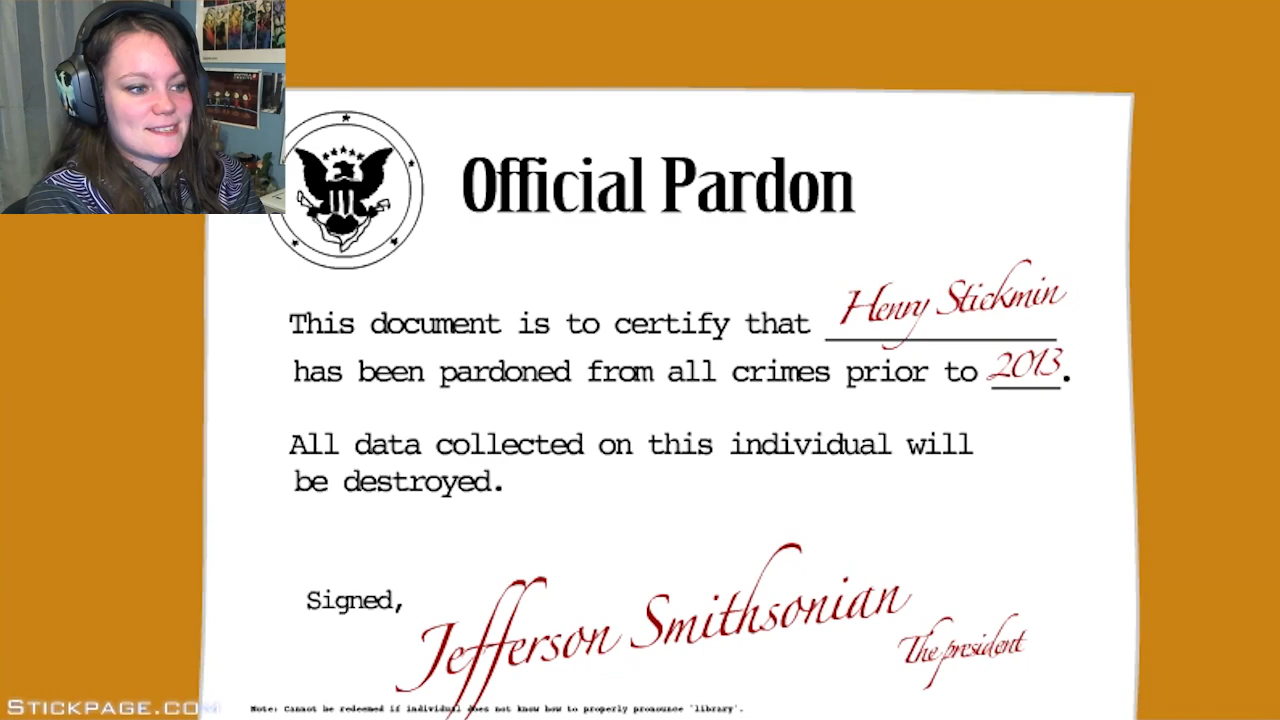 Official Pardon
This document is to certify that Henry Stickmin
has been pardoned from all crimes prior to 2013.
All data collected on this individual will
be destroyed.
Signed,
Jefferson Smithsonian
The president
STICKPAGE.COM
Note: Cannot be redeemed if individual does not know how to properly pronounce 'library'.